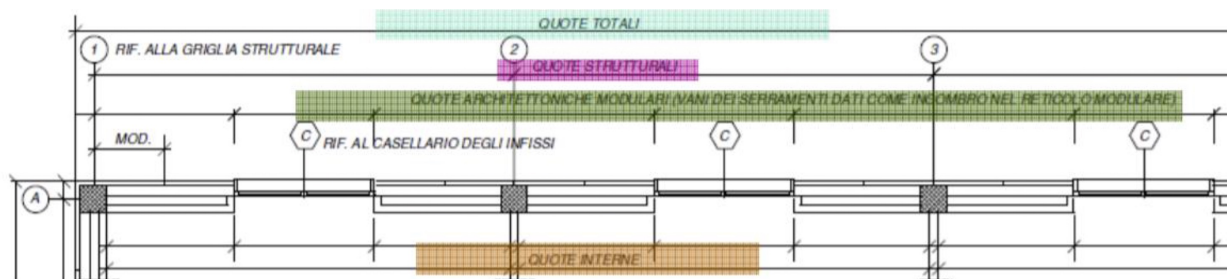 QUOTE TOTALI
1 RIF. ALLA GRIGLIA STRUTTURALE 2 3
QUOTE STRUTTURALI
QUOTE ARCHITETTONICHE MODULARI (VANI DEI SERRAMENTI DATI COME INCOMBRO NEL RETICOLO MODULARE)
MOD. C RIF. AL CASELLARIO DEGLI INFISSI C C
A
QUOTE INTERNE